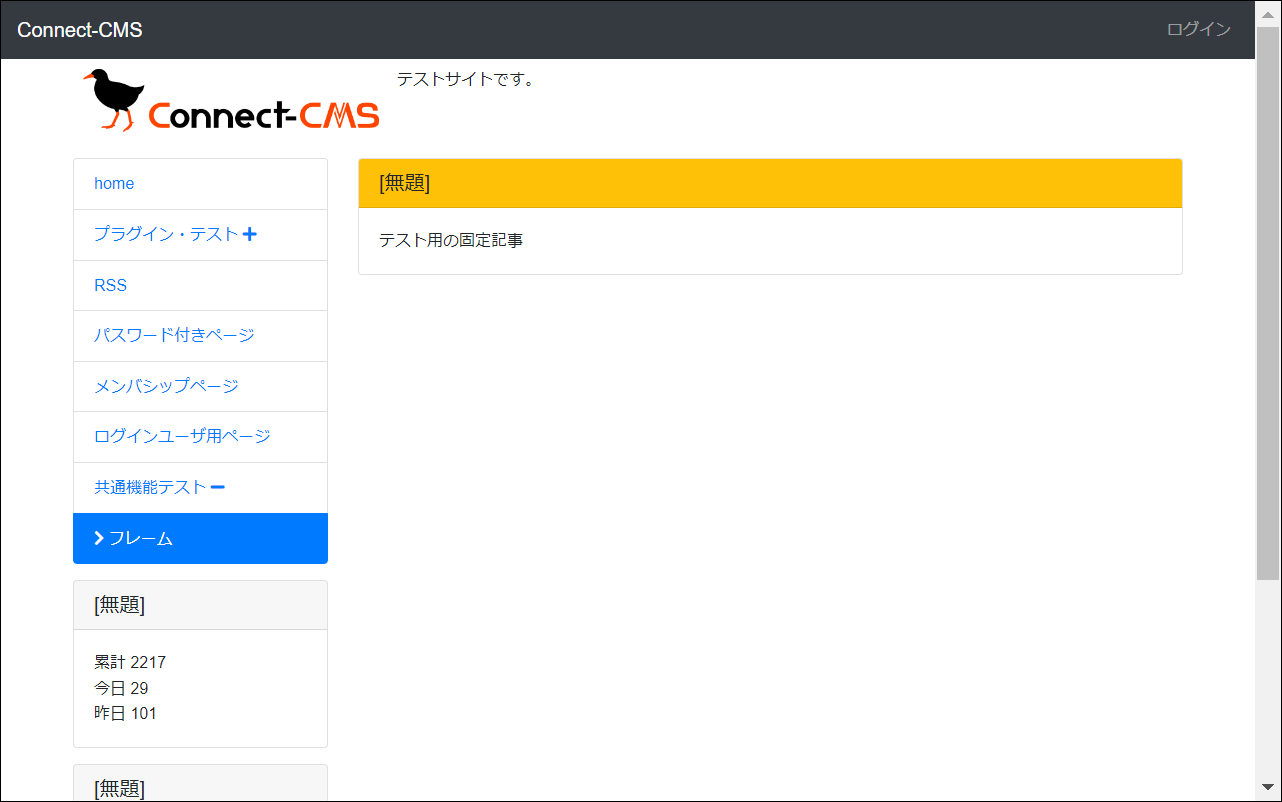 Connect-CMS
ログイン
Connect-CMS
テストサイトです。
home
プラグイン・テスト
RSS
パスワード付きページ
メンバシップページ
ログインユーザ用ページ
共通機能テスト
フレーム
[無題]
テスト用の固定記事
[無題]
累計 2217
今日 29
昨日 101
[無題]